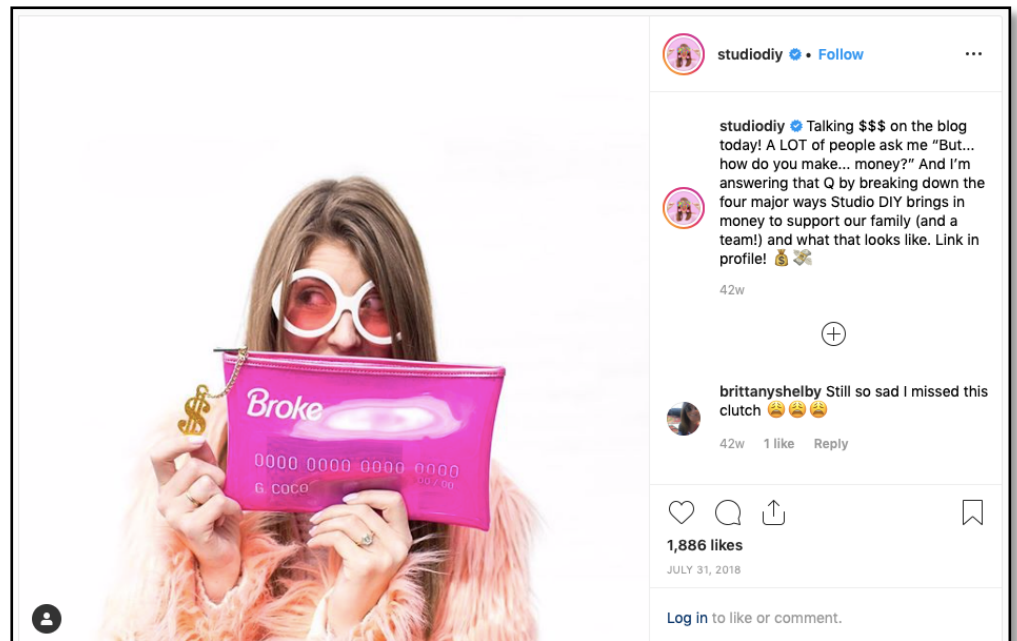 Broke
0000 0000 0000 0000
00/00
G. COCO
studiodiy • Follow
studiodiy Talking $$$ on the blog
today! A LOT of people ask me “But...
how do you make... money?” And I’m
answering that Q by breaking down the
four major ways Studio DIY brings in
money to support our family (and a
team!) and what that looks like. Link in
profile! 💰 💸
42w
brittanyshelby Still so sad I missed this
clutch 😩 😩 😩
42w 1 like Reply
1,886 likes
JULY 31, 2018
Log in to like or comment.